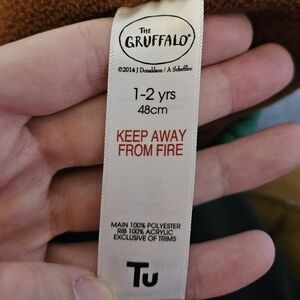 THE
GRUFFALO®
©2014 J Donaldson / A Scheffler
1-2 yrs
48cm
KEEP AWAY
FROM FIRE
MAIN 100% POLYESTER
RIB 100% ACRYLIC
EXCLUSIVE OF TRIMS
Tu